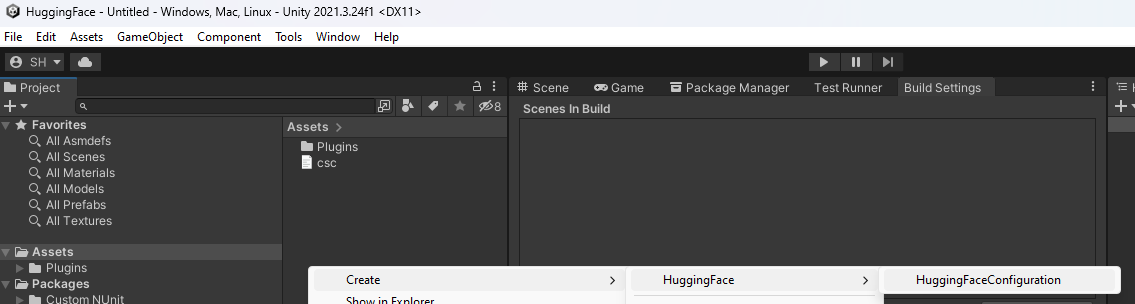 HuggingFace - Untitled - Windows, Mac, Linux - Unity 2021.3.24f1 <DX11>
File Edit Assets GameObject Component Tools Window Help
SH
Project
Scene Game Package Manager Test Runner Build Settings
8
Favorites
All Asmdefs
All Scenes
All Materials
All Models
All Prefabs
All Textures
Assets
Plugins
Packages
Custom NUnit
Assets
Plugins
csc
Scenes In Build
Create HuggingFace HuggingFaceConfiguration
Show in Explorer